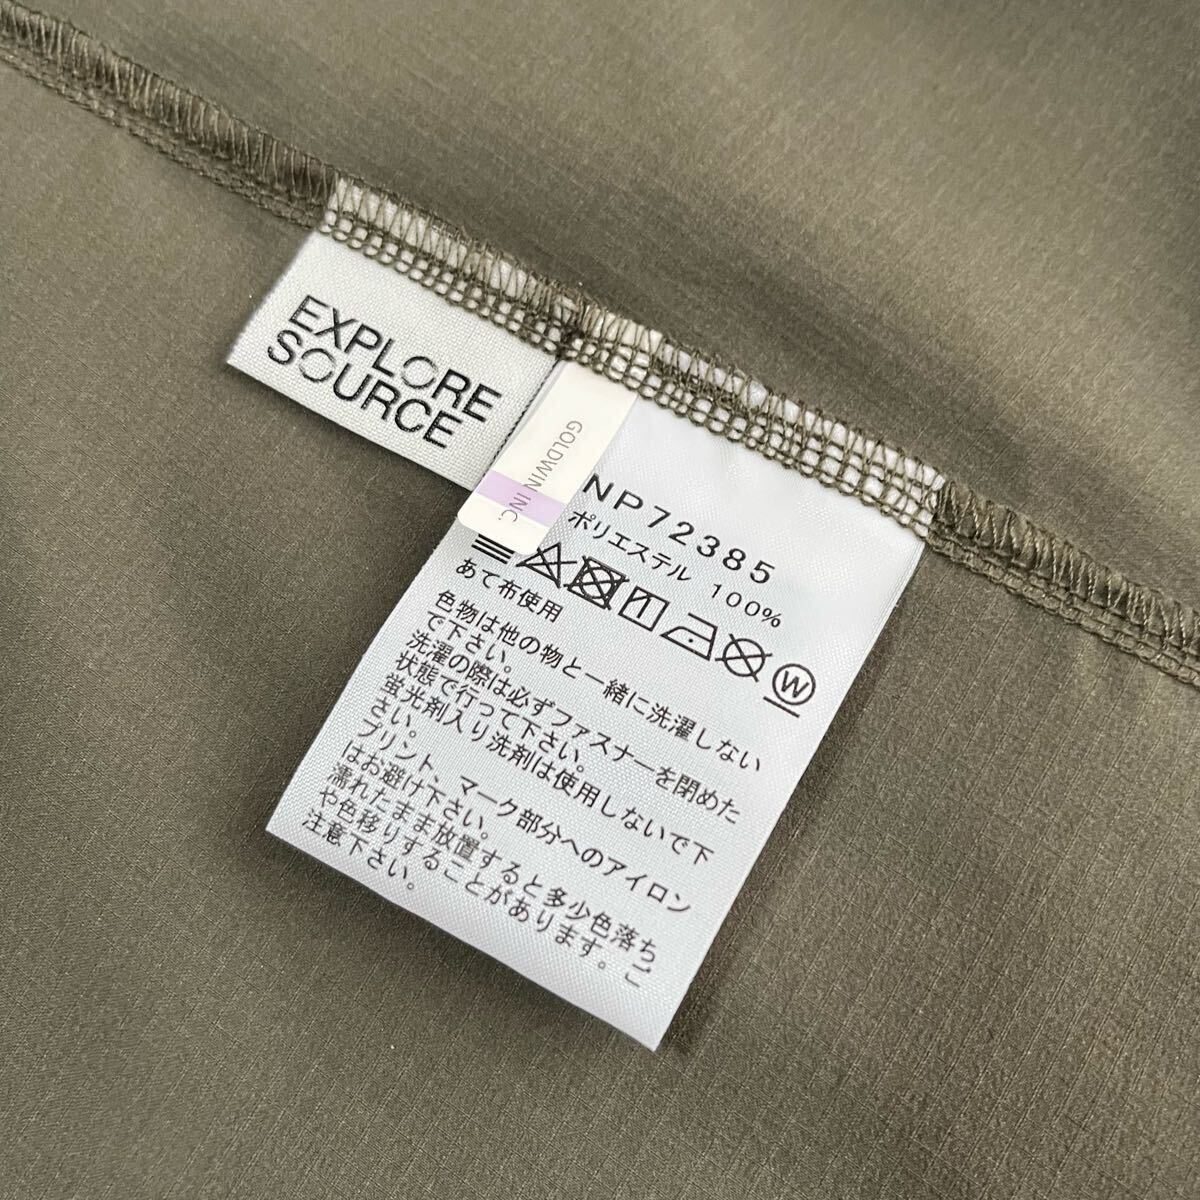 EXPLORE
SOURCE
GOLDWIN INC.
NP72385
ポリエステル 100%
W
あて布使用
色物は他の物と一緒に洗濯しない
で下さい。
洗濯の際は必ずファスナーを閉めた
状態で行って下さい。
蛍光剤入り洗剤は使用しないで下
さい。
プリント、マーク部分へのアイロン
はお避け下さい。
濡れたまま放置すると多少色落ち
や色移りすることがあります。ご
注意下さい。